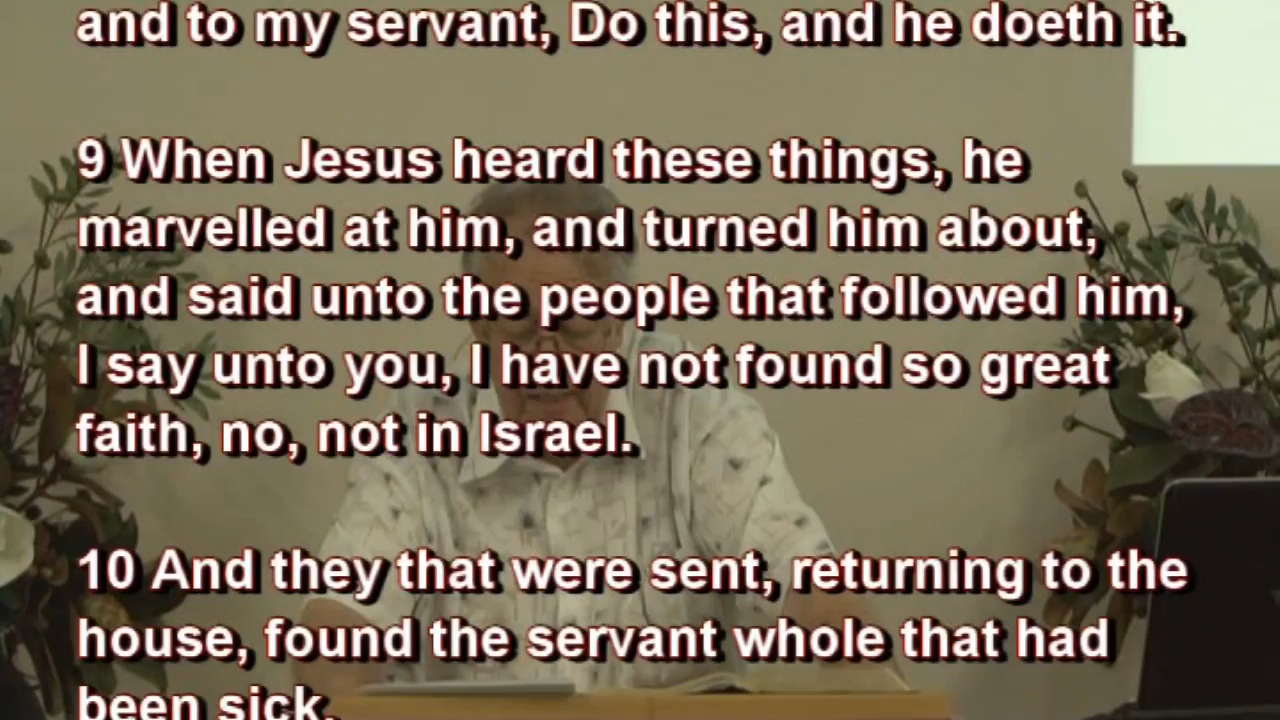 and to my servant, Do this, and he doeth it.
9 When Jesus heard these things, he
marvelled at him, and turned him about,
and said unto the people that followed him,
I say unto you, I have not found so great
faith, no, not in Israel.
10 And they that were sent, returning to the
house, found the servant whole that had
been sick.